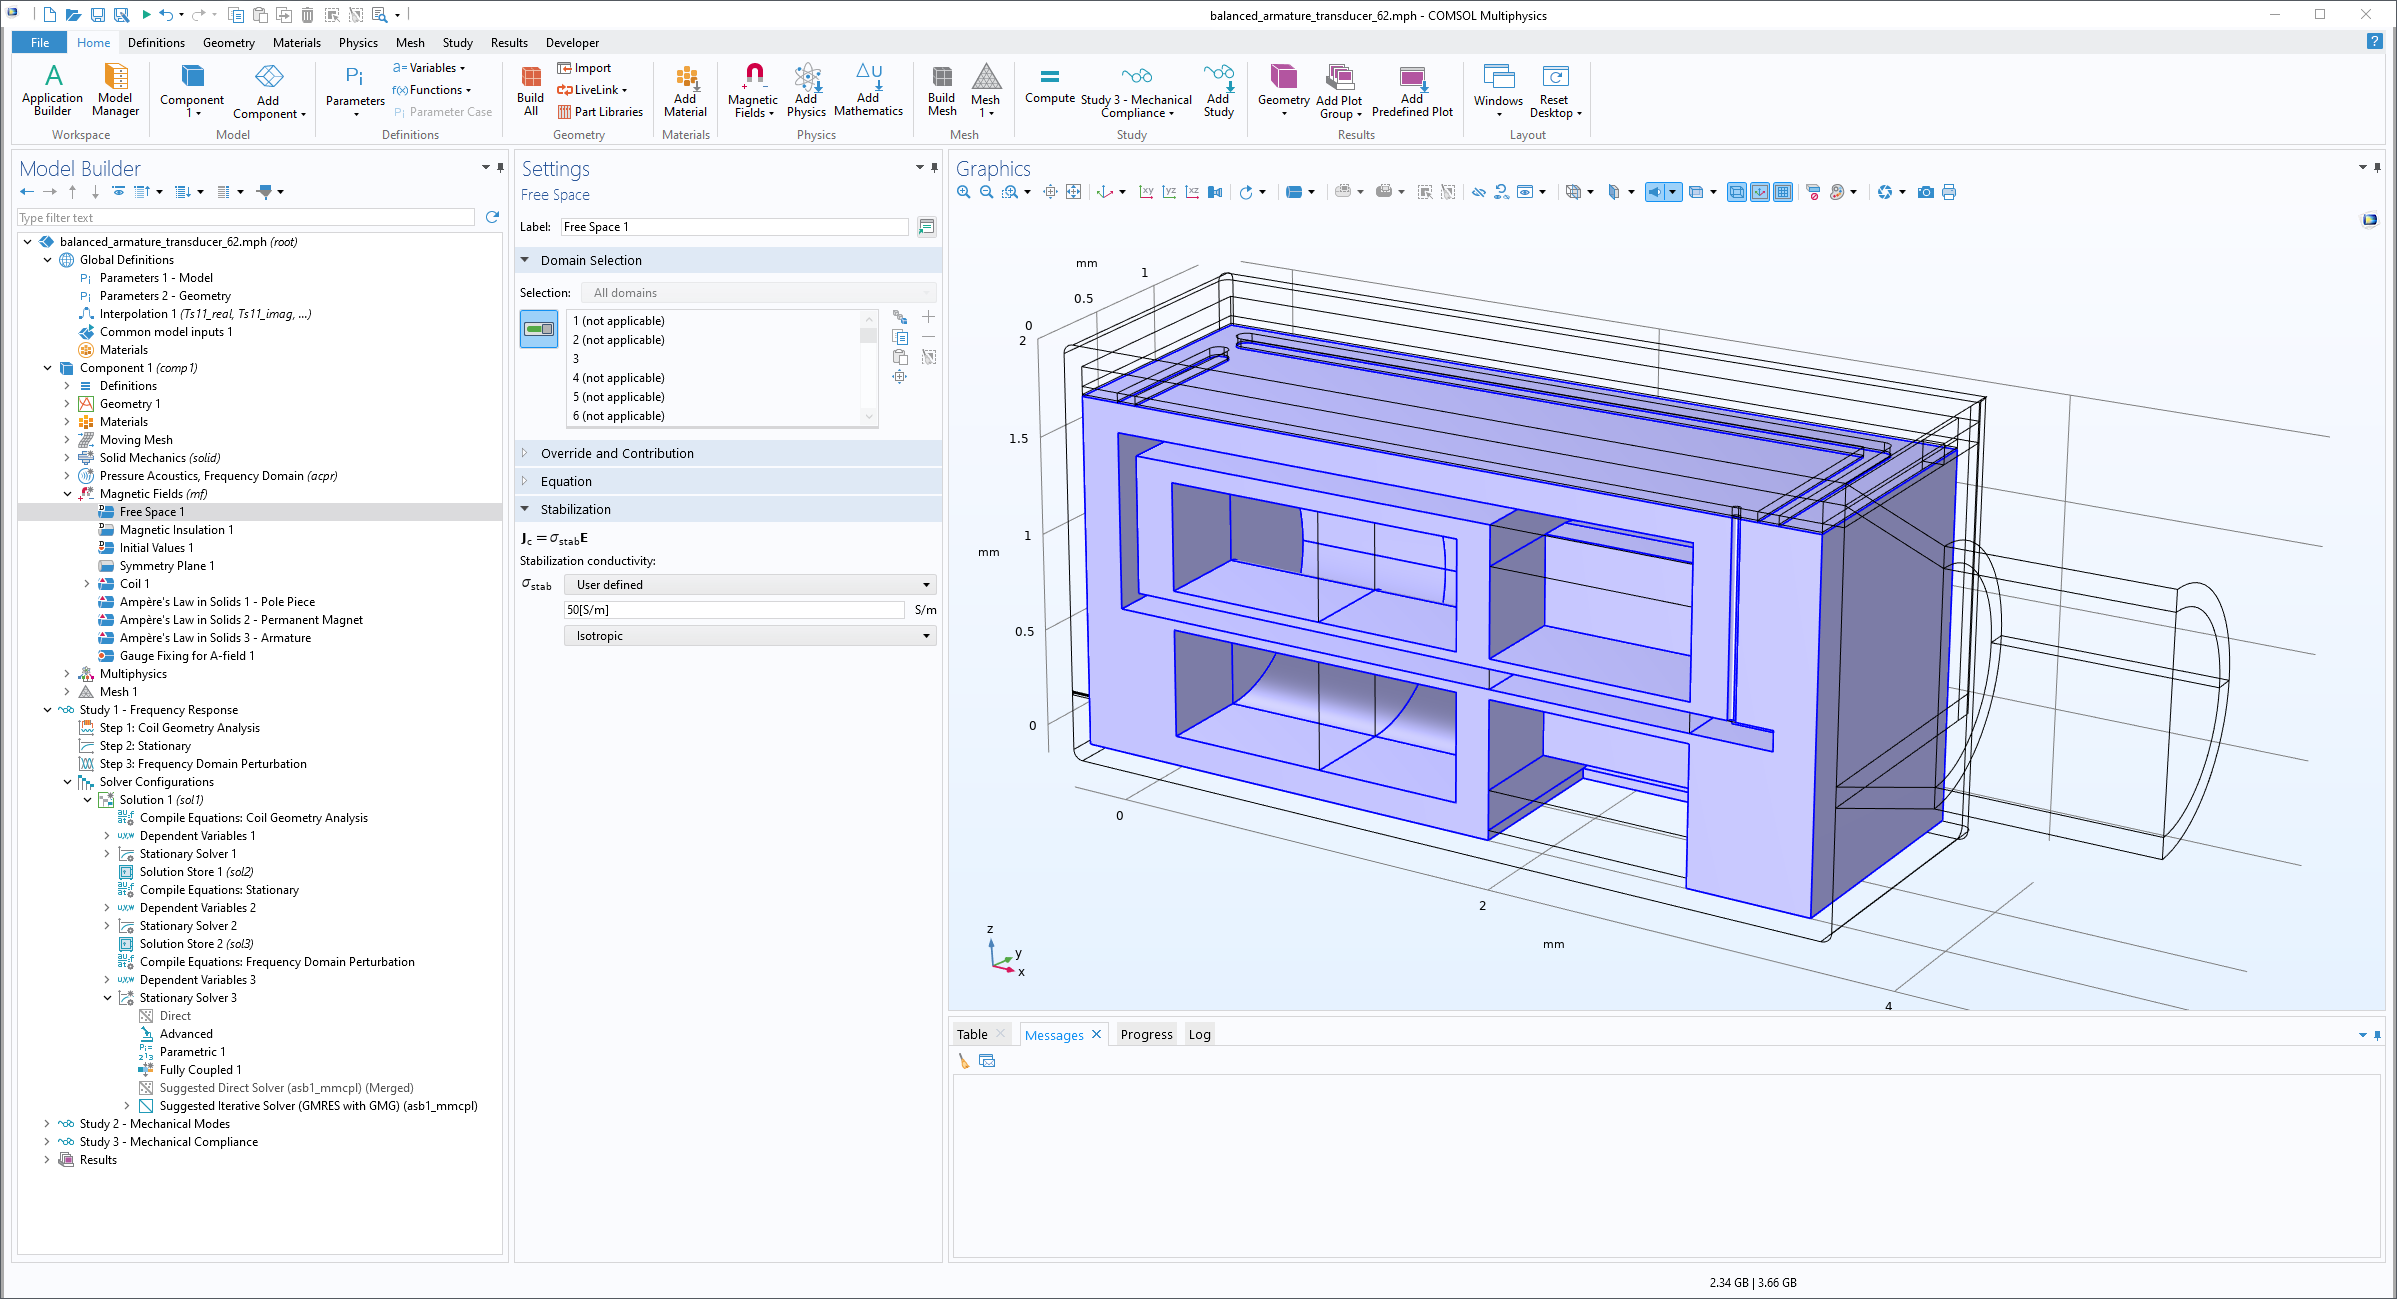 balanced_armature_transducer_62.mph - COMSOL Multiphysics
File Home Definitions Geometry Materials Physics Mesh Study Results Developer ?
Application Builder
Model Manager
Workspace
Component 1
Add Component
Model
Pi
Parameters
a= Variables
f(x) Functions
Pi Parameter Case
Definitions
Build All
Import
LiveLink
Part Libraries
Geometry
Add Material
Materials
Magnetic Fields
Add Physics
ΔU
Add Mathematics
Physics
Build Mesh
Mesh 1
Mesh
Compute
Study 3 - Mechanical Compliance
Add Study
Study
Geometry
Add Plot Group
Add Predefined Plot
Results
Windows
Reset Desktop
Layout
Model Builder
Type filter text
balanced_armature_transducer_62.mph (root)
Global Definitions
Pi Parameters 1 - Model
Pi Parameters 2 - Geometry
Interpolation 1 (Ts11_real, Ts11_imag, ...)
Common model inputs 1
Materials
Component 1 (comp1)
Definitions
Geometry 1
Materials
Moving Mesh
Solid Mechanics (solid)
Pressure Acoustics, Frequency Domain (acpr)
Magnetic Fields (mf)
Free Space 1
Magnetic Insulation 1
Initial Values 1
Symmetry Plane 1
Coil 1
Ampère's Law in Solids 1 - Pole Piece
Ampère's Law in Solids 2 - Permanent Magnet
Ampère's Law in Solids 3 - Armature
Gauge Fixing for A-field 1
Multiphysics
Mesh 1
Study 1 - Frequency Response
Step 1: Coil Geometry Analysis
Step 2: Stationary
Step 3: Frequency Domain Perturbation
Solver Configurations
Solution 1 (sol1)
Compile Equations: Coil Geometry Analysis
Dependent Variables 1
Stationary Solver 1
Solution Store 1 (sol2)
Compile Equations: Stationary
Dependent Variables 2
Stationary Solver 2
Solution Store 2 (sol3)
Compile Equations: Frequency Domain Perturbation
Dependent Variables 3
Stationary Solver 3
Direct
Advanced
Parametric 1
Fully Coupled 1
Suggested Direct Solver (asb1_mmcpl) (Merged)
Suggested Iterative Solver (GMRES with GMG) (asb1_mmcpl)
Study 2 - Mechanical Modes
Study 3 - Mechanical Compliance
Results
Settings
Free Space
Label: Free Space 1
Domain Selection
Selection: All domains
1 (not applicable)
2 (not applicable)
3
4 (not applicable)
5 (not applicable)
6 (not applicable)
Override and Contribution
Equation
Stabilization
Jc = σstabE
Stabilization conductivity:
σstab User defined
50[S/m] S/m
Isotropic
Graphics
mm
1
0.5
0
2
1.5
1
mm
0.5
0
0
2
mm
4
z
y
x
Table Messages Progress Log
2.34 GB | 3.66 GB